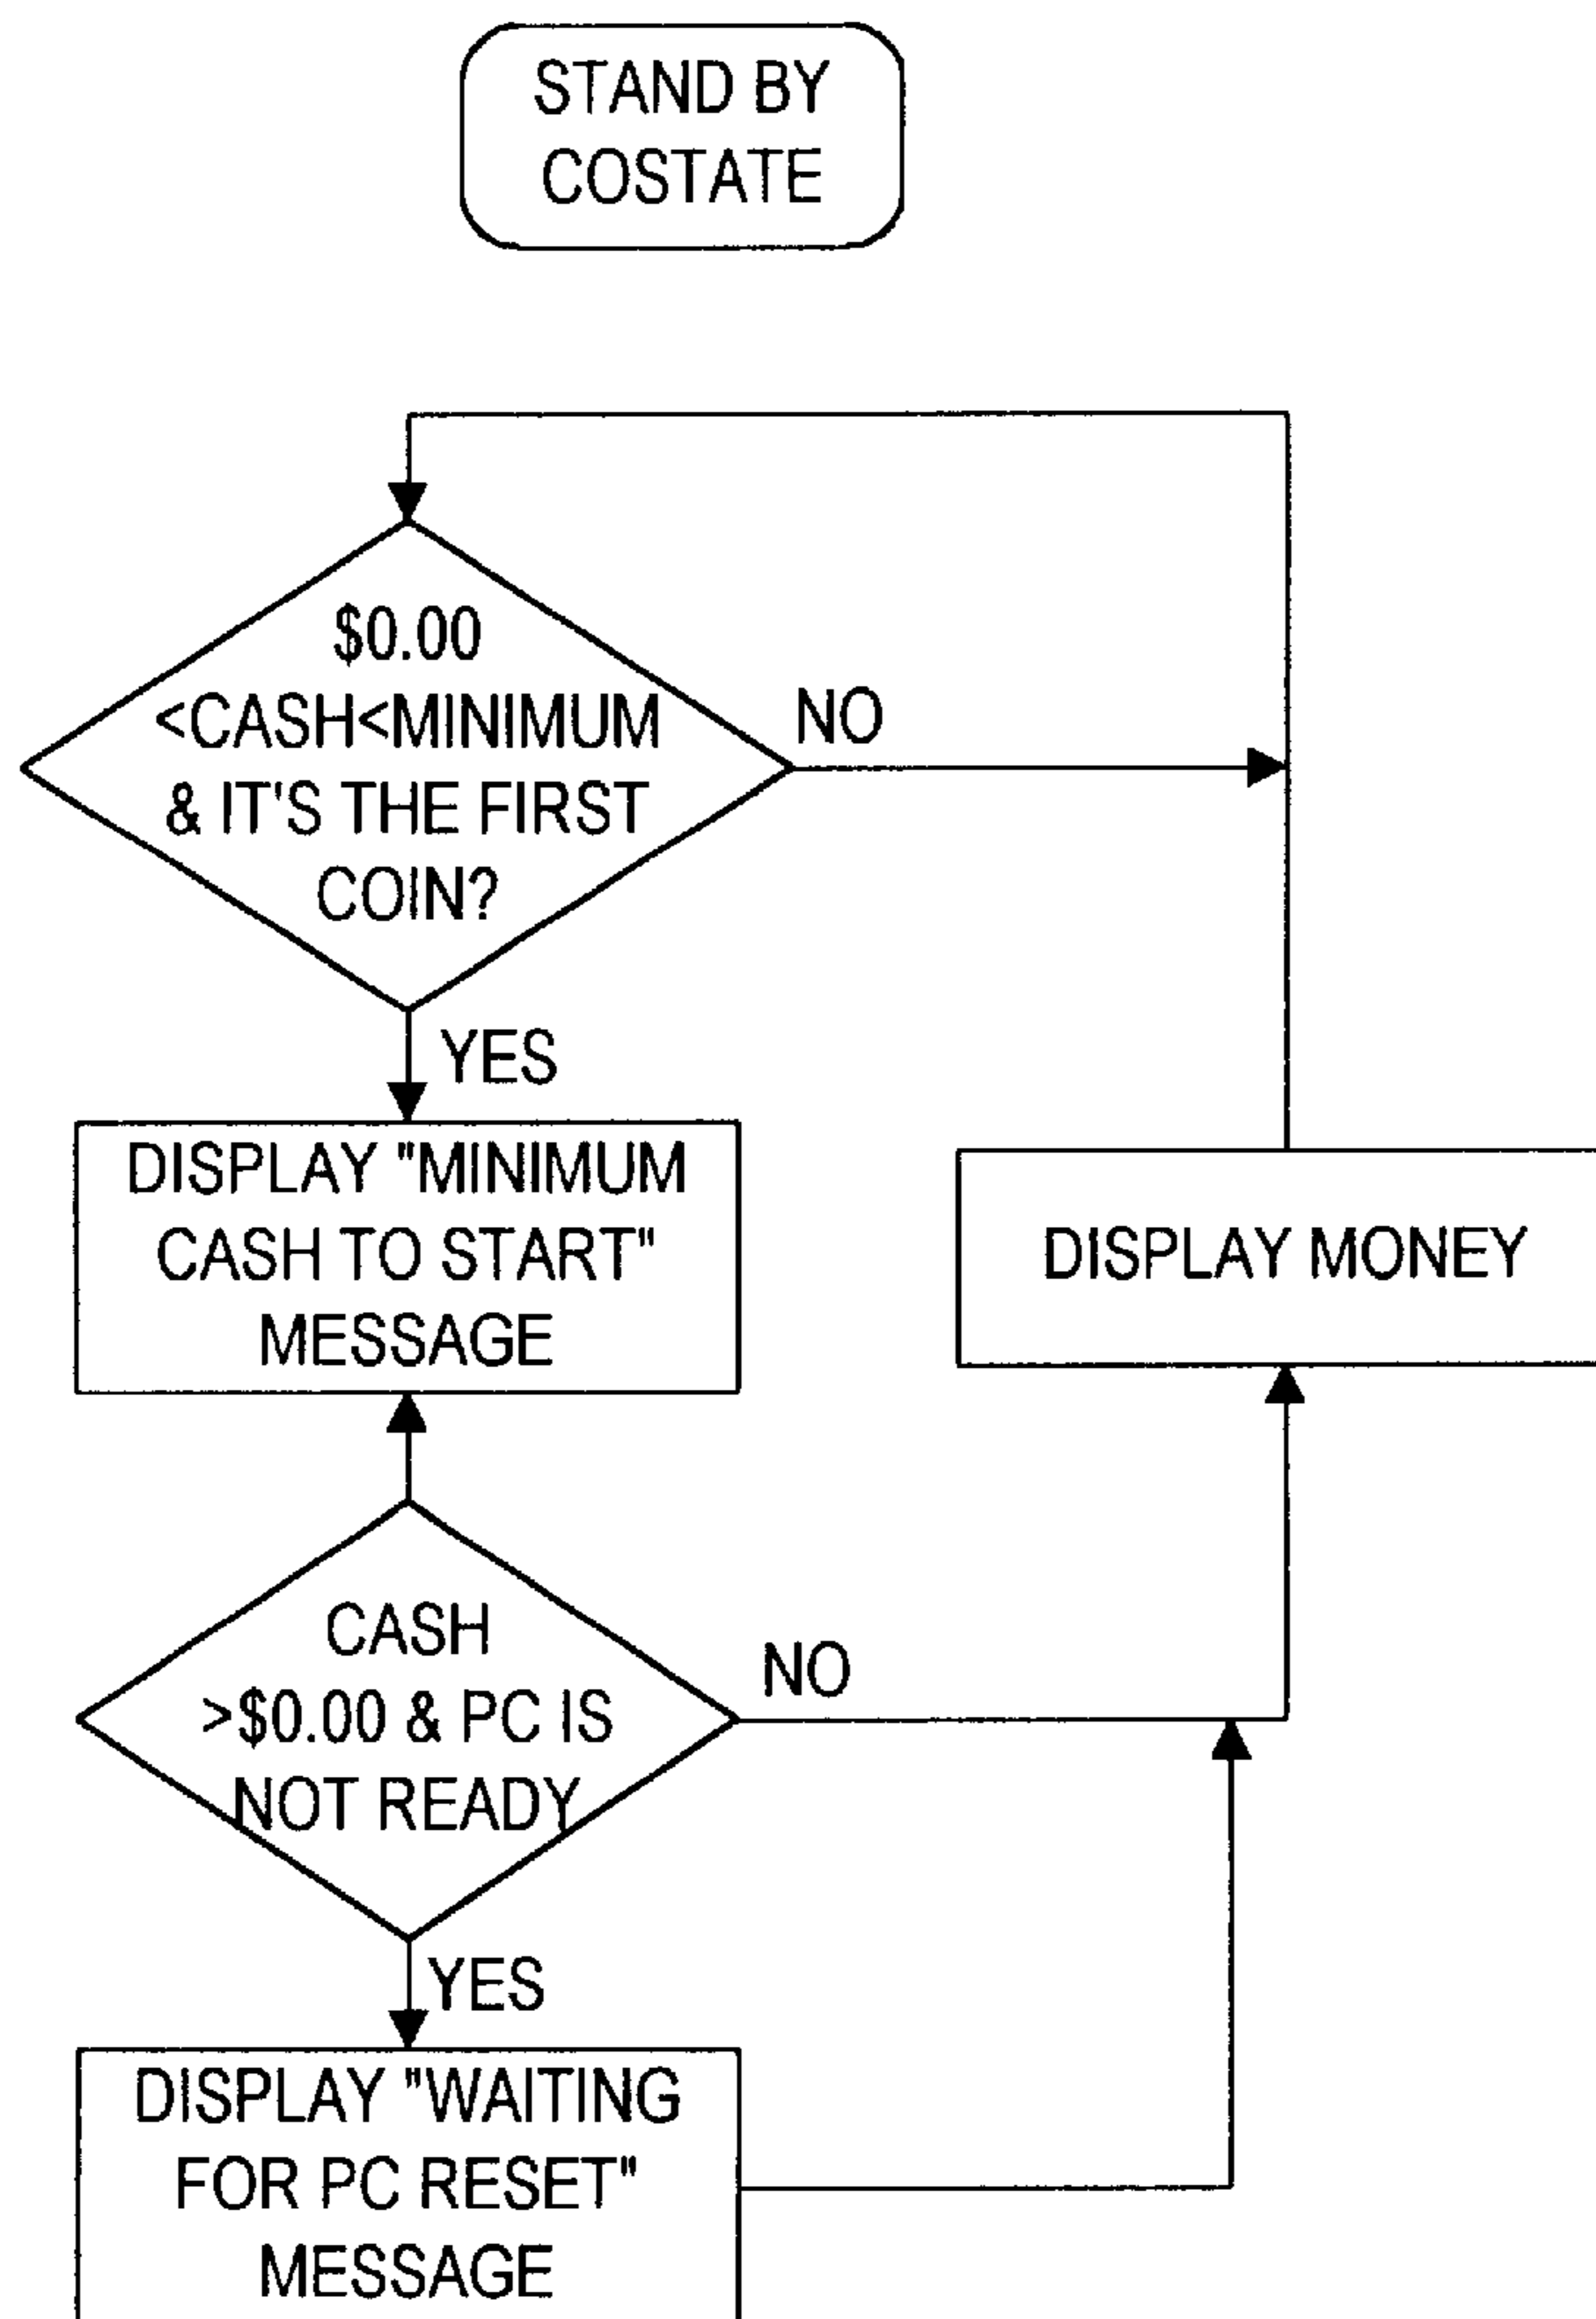 STAND BY
COSTATE
$0.00
<CASH<MINIMUM
& IT'S THE FIRST
COIN?
NO
YES
DISPLAY "MINIMUM
CASH TO START"
MESSAGE
DISPLAY MONEY
CASH
>$0.00 & PC IS
NOT READY
NO
YES
DISPLAY "WAITING
FOR PC RESET"
MESSAGE